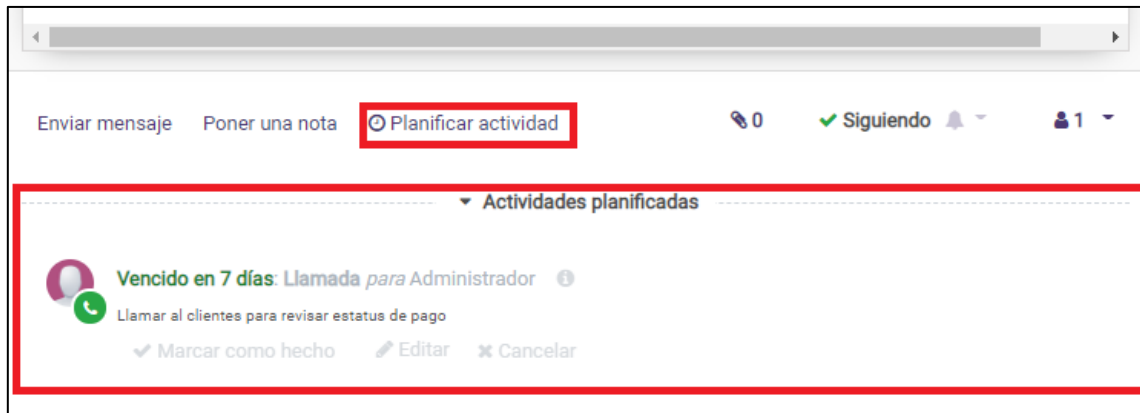 Enviar mensaje Poner una nota Planificar actividad 0 Siguiendo 1
Actividades planificadas
Vencido en 7 días: Llamada para Administrador
Llamar al clientes para revisar estatus de pago
Marcar como hecho Editar Cancelar